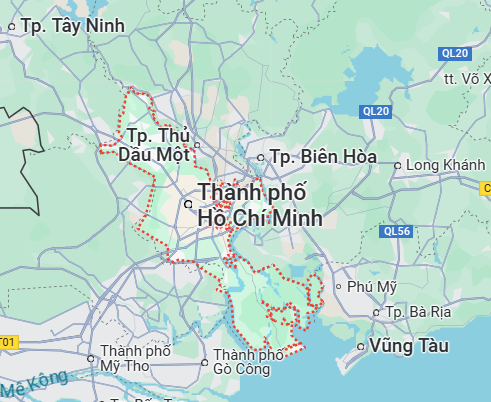 Tp. Tây Ninh
QL20
tt. Võ X
QL20
Tp. Thủ
Dầu Một
Tp. Biên Hòa
Long Khánh
C
Thành phố
Hồ Chí Minh
QL56
Phú Mỹ
Tp. Bà Rịa
T01
Vũng Tàu
Thành phố
Mỹ Tho
Thành phố
Gò Công
Mê Kông